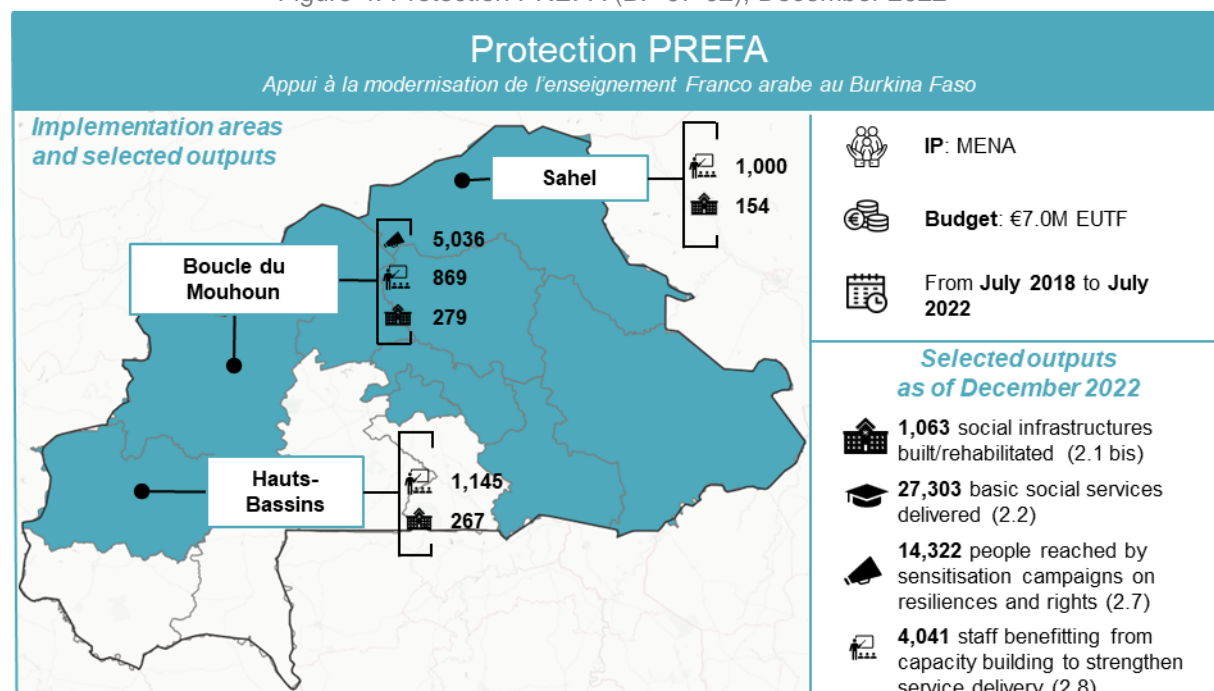 Protection PREFA
Appui à la modernisation de l'enseignement Franco arabe au Burkina Faso
Implementation areas
and selected outputs
Sahel
1,000
154
Boucle du
Mouhoun
5,036
869
279
Hauts-
Bassins
1,145
267
IP: MENA
Budget: €7.0M EUTF
From July 2018 to July
2022
Selected outputs
as of December 2022
1,063 social infrastructures
built/rehabilitated (2.1 bis)
27,303 basic social services
delivered (2.2)
14,322 people reached by
sensitisation campaigns on
resiliences and rights (2.7)
4,041 staff benefitting from
capacity building to strengthen
service delivery (2.8)